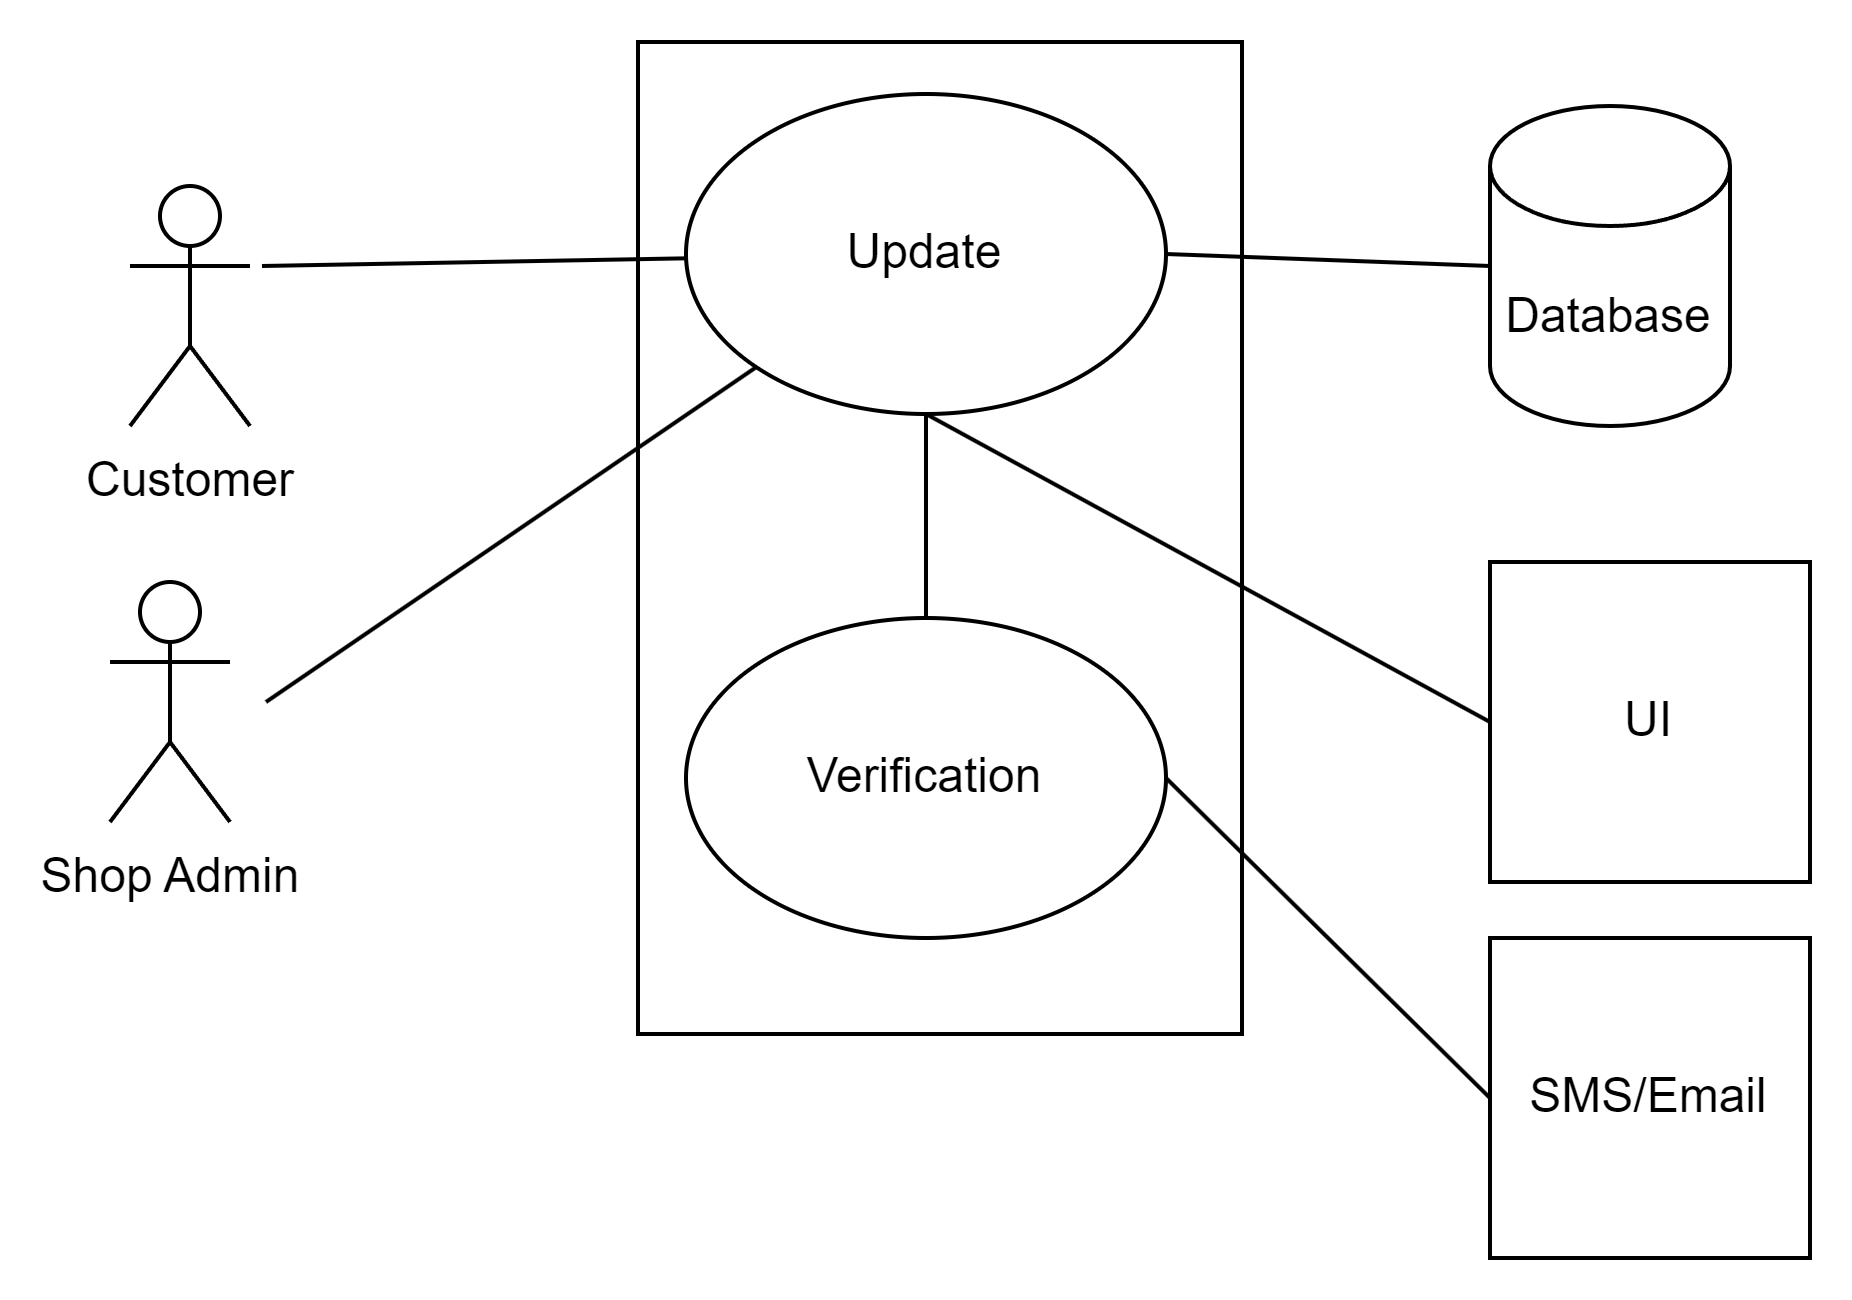 Update
Database
Customer
UI
Verification
Shop Admin
SMS/Email